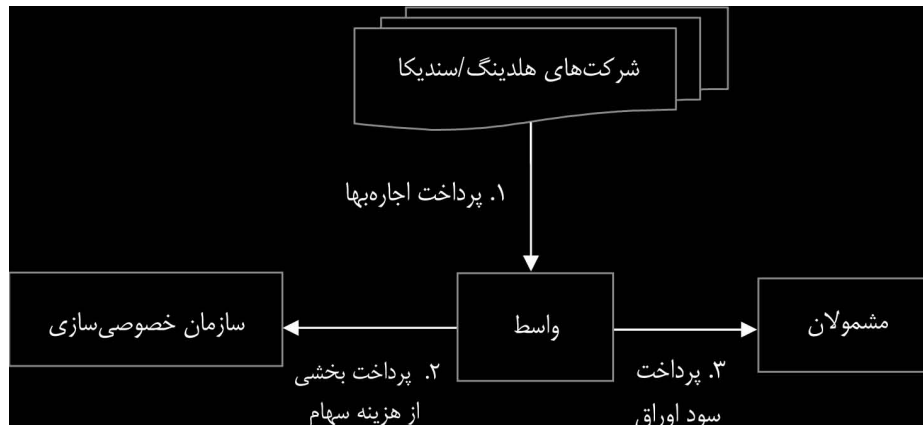 شرکت‌های هلدینگ/سندیکا
۱. پرداخت اجاره‌بها
سازمان خصوصی‌سازی
واسط
مشمولان
۲. پرداخت بخشی
از هزینه سهام
۳. پرداخت
سود اوراق